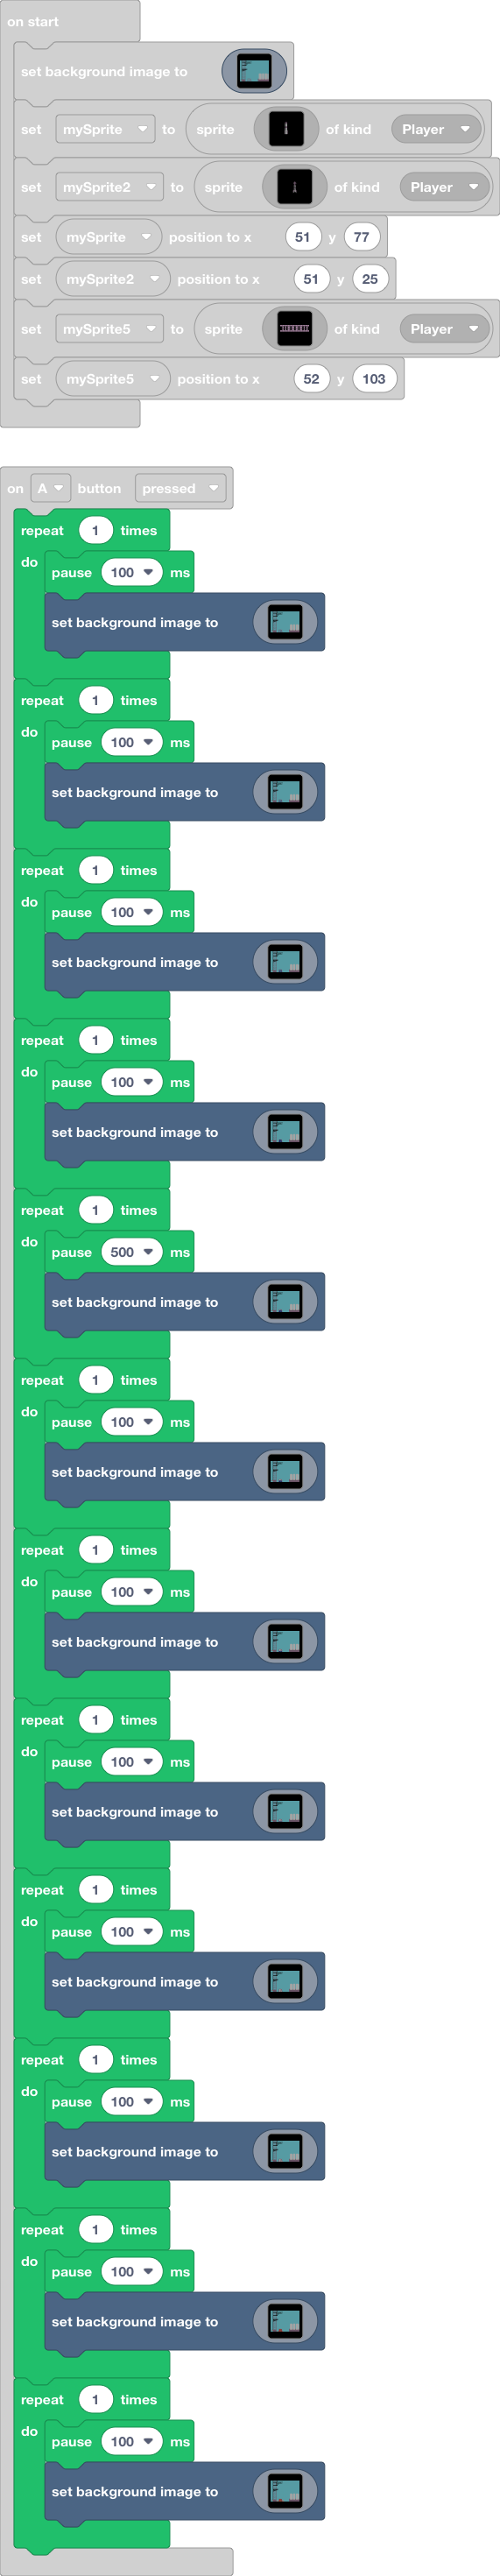 on start
set background image to
set mySprite to sprite of kind Player
set mySprite2 to sprite of kind Player
set mySprite position to x 51 y 77
set mySprite2 position to x 51 y 25
set mySprite5 to sprite of kind Player
set mySprite5 position to x 52 y 103
on A button pressed
repeat 1 times
do
pause 100 ms
set background image to
repeat 1 times
do
pause 100 ms
set background image to
repeat 1 times
do
pause 100 ms
set background image to
repeat 1 times
do
pause 100 ms
set background image to
repeat 1 times
do
pause 500 ms
set background image to
repeat 1 times
do
pause 100 ms
set background image to
repeat 1 times
do
pause 100 ms
set background image to
repeat 1 times
do
pause 100 ms
set background image to
repeat 1 times
do
pause 100 ms
set background image to
repeat 1 times
do
pause 100 ms
set background image to
repeat 1 times
do
pause 100 ms
set background image to
repeat 1 times
do
pause 100 ms
set background image to